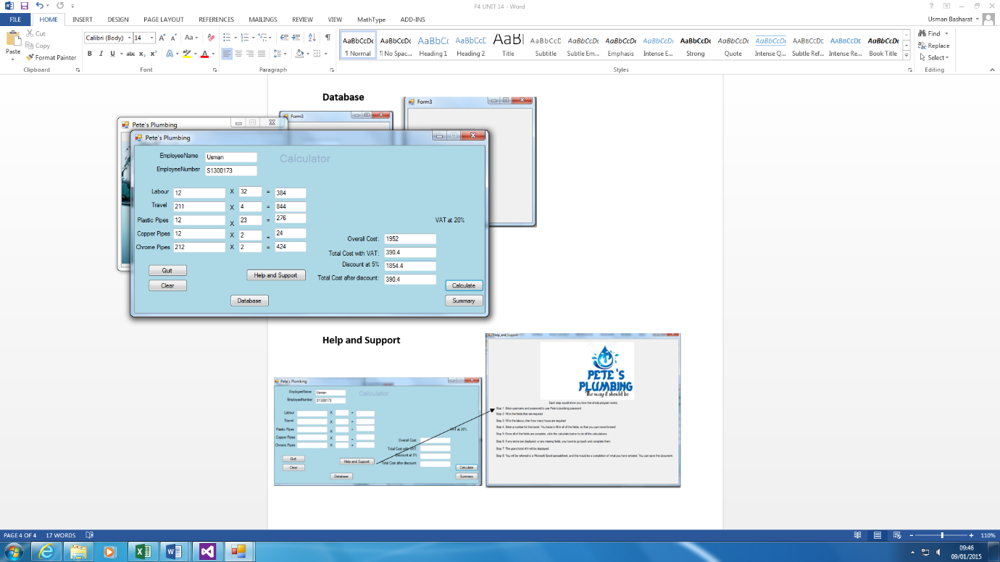 P4 UNIT 14 - Word
FILE HOME INSERT DESIGN PAGE LAYOUT REFERENCES MAILINGS REVIEW VIEW MathType ADD-INS
Usman Basharat
Paste
Cut
Copy
Format Painter
Clipboard
Calibri (Body) 14
Font
Paragraph
AaBbCcDc AaBbCcDc AaBbCc AaBbCcC AaBl AaBbCcC AaBbCcDc AaBbCcDc AaBbCcDc AaBbCcDc AaBbCcDc AaBbCcDc AaBbCcDc AaBbCcDc AaBbCcDc
¶ Normal ¶ No Spac... Heading 1 Heading 2 Title Subtitle Subtle Em... Emphasis Intense E... Strong Quote Intense Q... Subtle Ref... Intense Re... Book Title
Styles
Find
Replace
Select
Editing
Database
Form3
Form3
Pete's Plumbing
Pete's Plumbing
EmployeeName Usman
Calculator
EmployeeNumber S1300173
Labour 12 X 32 = 384
Travel 211 X 4 = 844
Plastic Pipes 12 X 23 = 276
VAT at 20%
Copper Pipes 12 X 2 = 24
Chrome Pipes 212 X 2 = 424
Overall Cost: 1952
Total Cost with VAT: 390.4
Discount at 5% 1854.4
Total Cost after discount: 390.4
Quit
Clear
Help and Support
Database
Calculate
Summary
Help and Support
Pete's Plumbing
EmployeeName Usman
Calculator
EmployeeNumber S1300173
Labour X =
Travel X =
Plastic Pipes X =
VAT at 20%
Copper Pipes X =
Chrome Pipes X =
Overall Cost:
Total Cost with VAT:
Discount at 5%
Total Cost after discount:
Quit
Clear
Help and Support
Database
Calculate
Summary
Help_and_Support
PETE'S
PLUMBING
The way it should be
Each step would show you how the whole program works
Step 1: Enter username and password to use Pete's plumbing password.
Step 2: Fill in the fields that are required
Step 3: Fill in the labour, then how many hours are required
Step 4: Enter a number for the travel. You have to fill in all of the fields, so that you can move forward
Step 5: Once all of the fields are complete, click the calculate button to do all the calculations.
Step 6: If any errors are displayed, or any missing fields, you have to go back and complete them.
Step 7: The grand total of it will be displayed.
Step 8: You will be referred to a Microsoft Excel spreadsheet, and this would be a completion of what you have entered. You can save the document.
PAGE 4 OF 4 17 WORDS
110%
09:46
09/01/2015